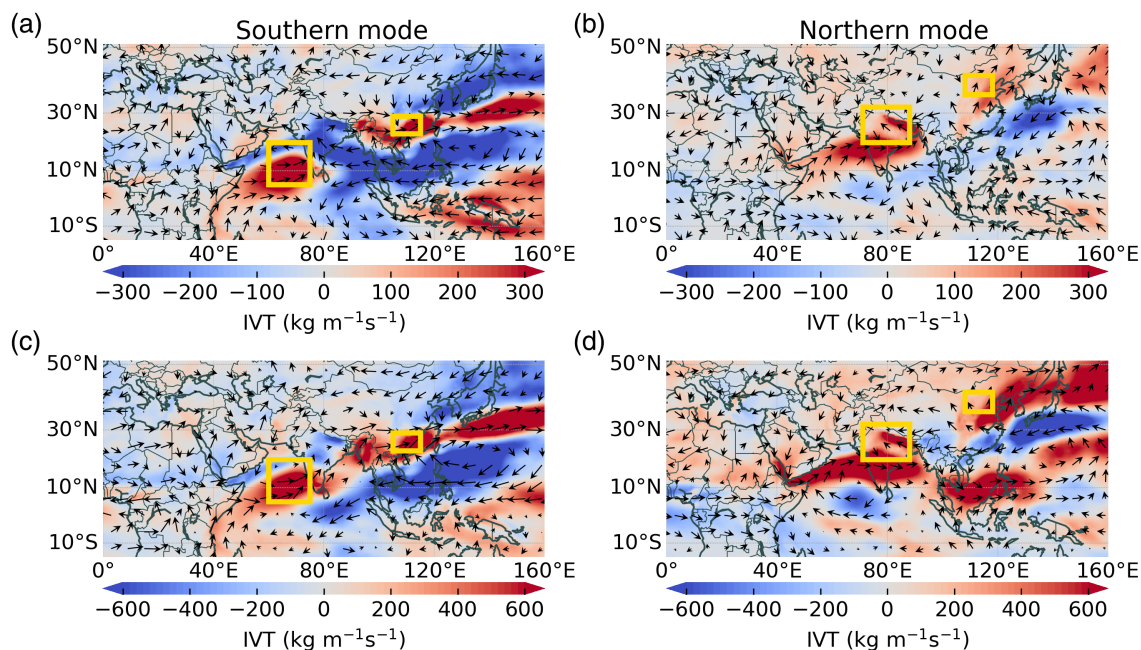 (a) Southern mode
(b) Northern mode
50°N
30°N
10°N
10°S
0° 40°E 80°E 120°E 160°E
−300 −200 −100 0 100 200 300
IVT (kg m⁻¹s⁻¹)
50°N
30°N
10°N
10°S
0° 40°E 80°E 120°E 160°E
−300 −200 −100 0 100 200 300
IVT (kg m⁻¹s⁻¹)
(c)
50°N
30°N
10°N
10°S
0° 40°E 80°E 120°E 160°E
−600 −400 −200 0 200 400 600
IVT (kg m⁻¹s⁻¹)
(d)
50°N
30°N
10°N
10°S
0° 40°E 80°E 120°E 160°E
−600 −400 −200 0 200 400 600
IVT (kg m⁻¹s⁻¹)